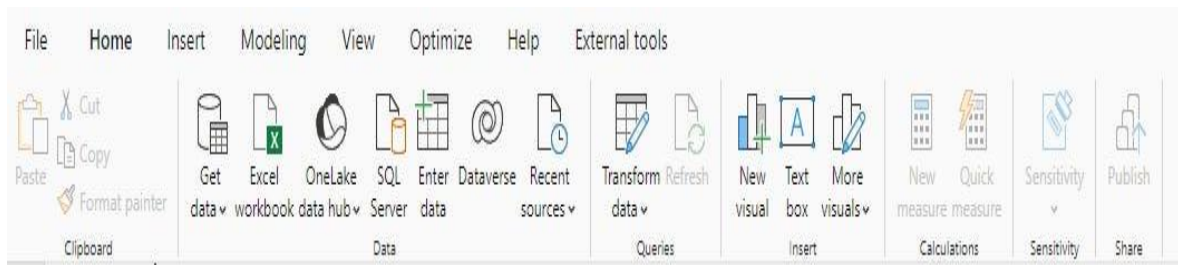 File Home Insert Modeling View Optimize Help External tools
Paste
Cut
Copy
Format painter
Clipboard
Get data
Excel workbook
OneLake data hub
SQL Server
Enter data
Dataverse
Recent sources
Data
Transform data
Refresh
Queries
New visual
A
Text box
More visuals
Insert
New measure
Quick measure
Calculations
Sensitivity
Sensitivity
Publish
Share